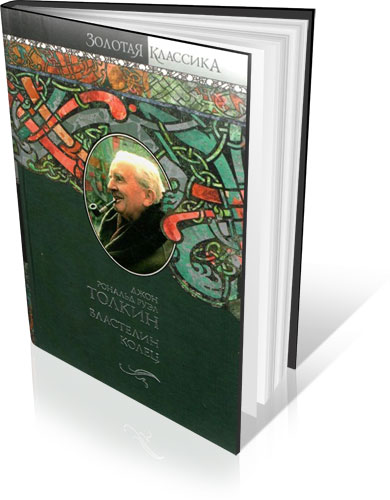 ЗОЛОТАЯ КЛАССИКА
ДЖОН
РОНАЛЬД РУЭЛ
ТОЛКИН
ВЛАСТЕЛИН
КОЛЕЦ